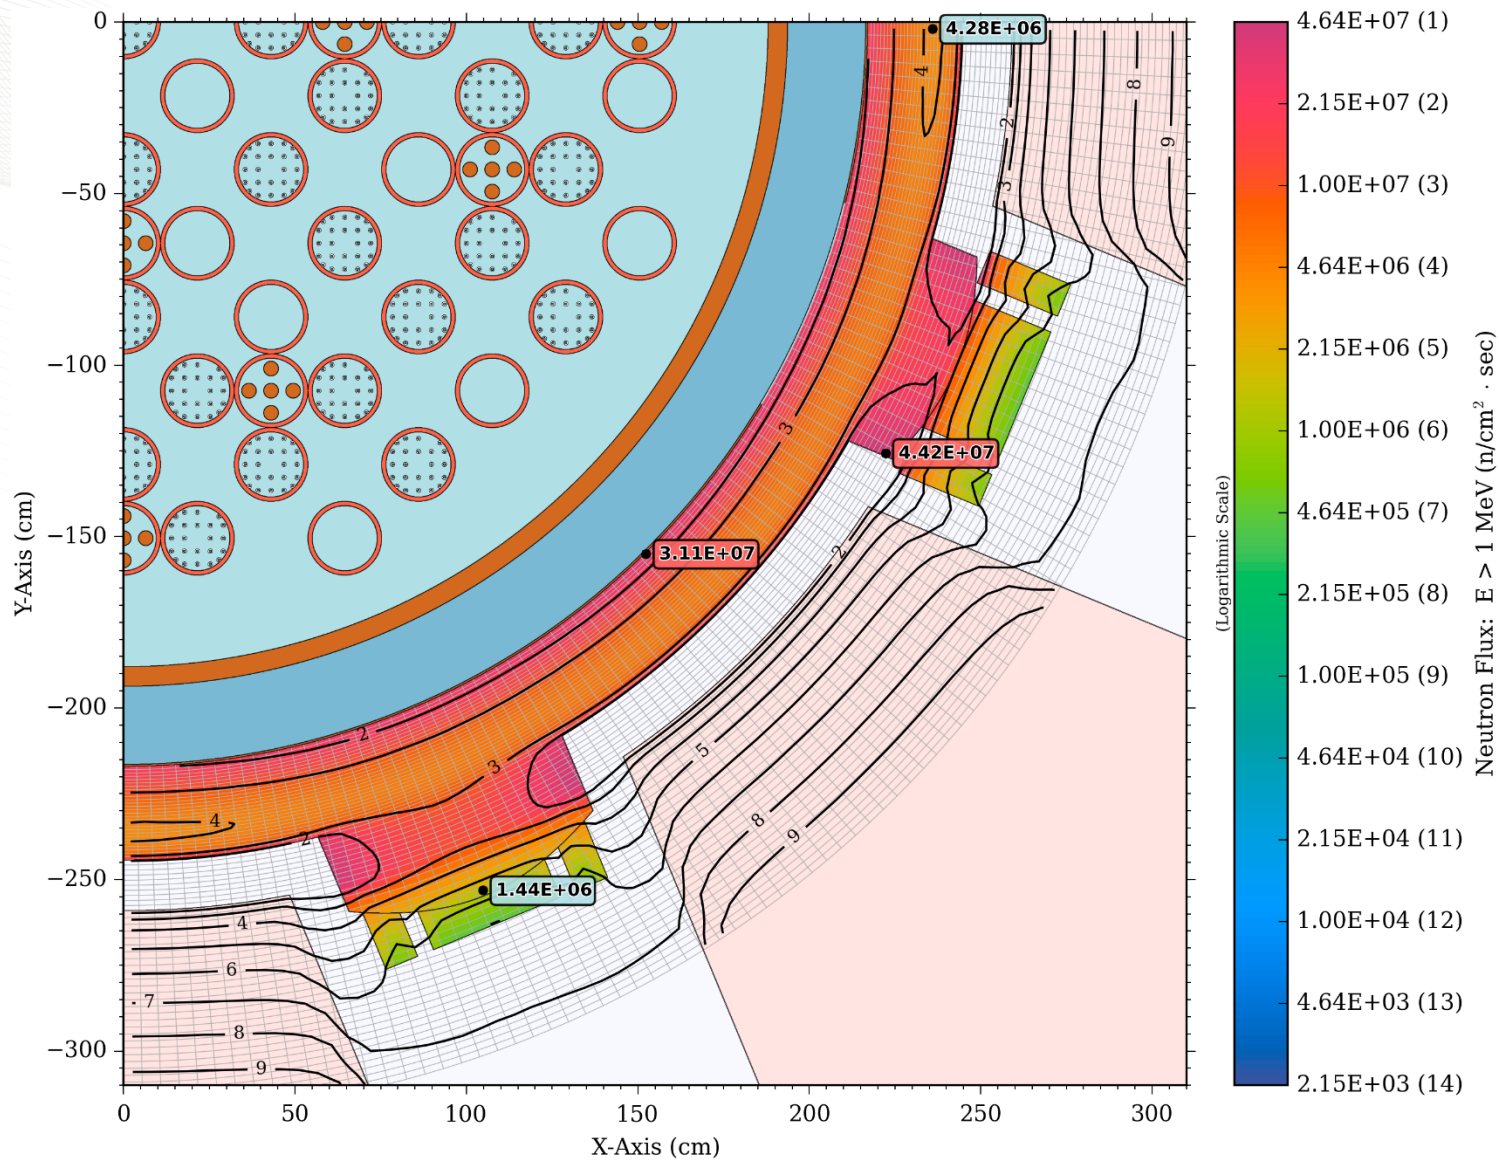 0
−50
−100
−150
−200
−250
−300
Y-Axis (cm)
0
50
100
150
200
250
300
X-Axis (cm)
4.28E+06
4.42E+07
3.11E+07
1.44E+06
4
2
3
8
9
3
2
2
3
5
8
9
4
2
4
6
7
8
9
4.64E+07 (1)
2.15E+07 (2)
1.00E+07 (3)
4.64E+06 (4)
2.15E+06 (5)
1.00E+06 (6)
4.64E+05 (7)
2.15E+05 (8)
1.00E+05 (9)
4.64E+04 (10)
2.15E+04 (11)
1.00E+04 (12)
4.64E+03 (13)
2.15E+03 (14)
(Logarithmic Scale)
Neutron Flux: E > 1 MeV (n/cm² · sec)